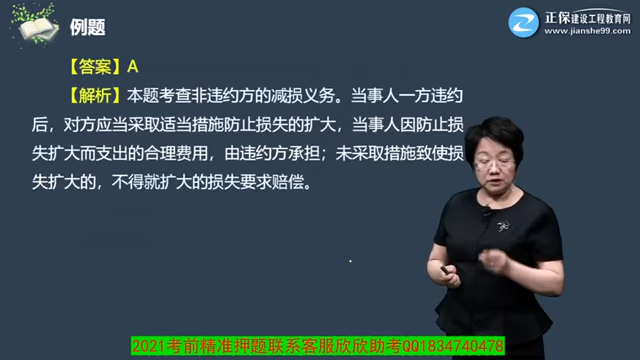 例题
正保建设工程教育网
www.jianshe99.com
【答案】A
【解析】本题考查非违约方的减损义务。当事人一方违约
后，对方应当采取适当措施防止损失的扩大，当事人因防止损
失扩大而支出的合理费用，由违约方承担；未采取措施致使损
失扩大的，不得就扩大的损失要求赔偿。
2021考前精准押题联系客服欣欣助考QQ1834740478